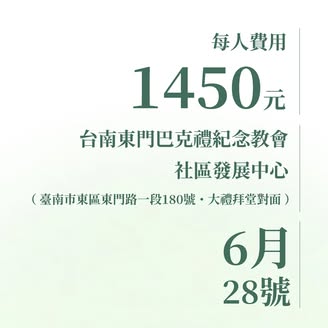 每人費用
1450元
台南東門巴克禮紀念教會
社區發展中心
（臺南市東區東門路一段180號・大禮拜堂對面）
6月
28號